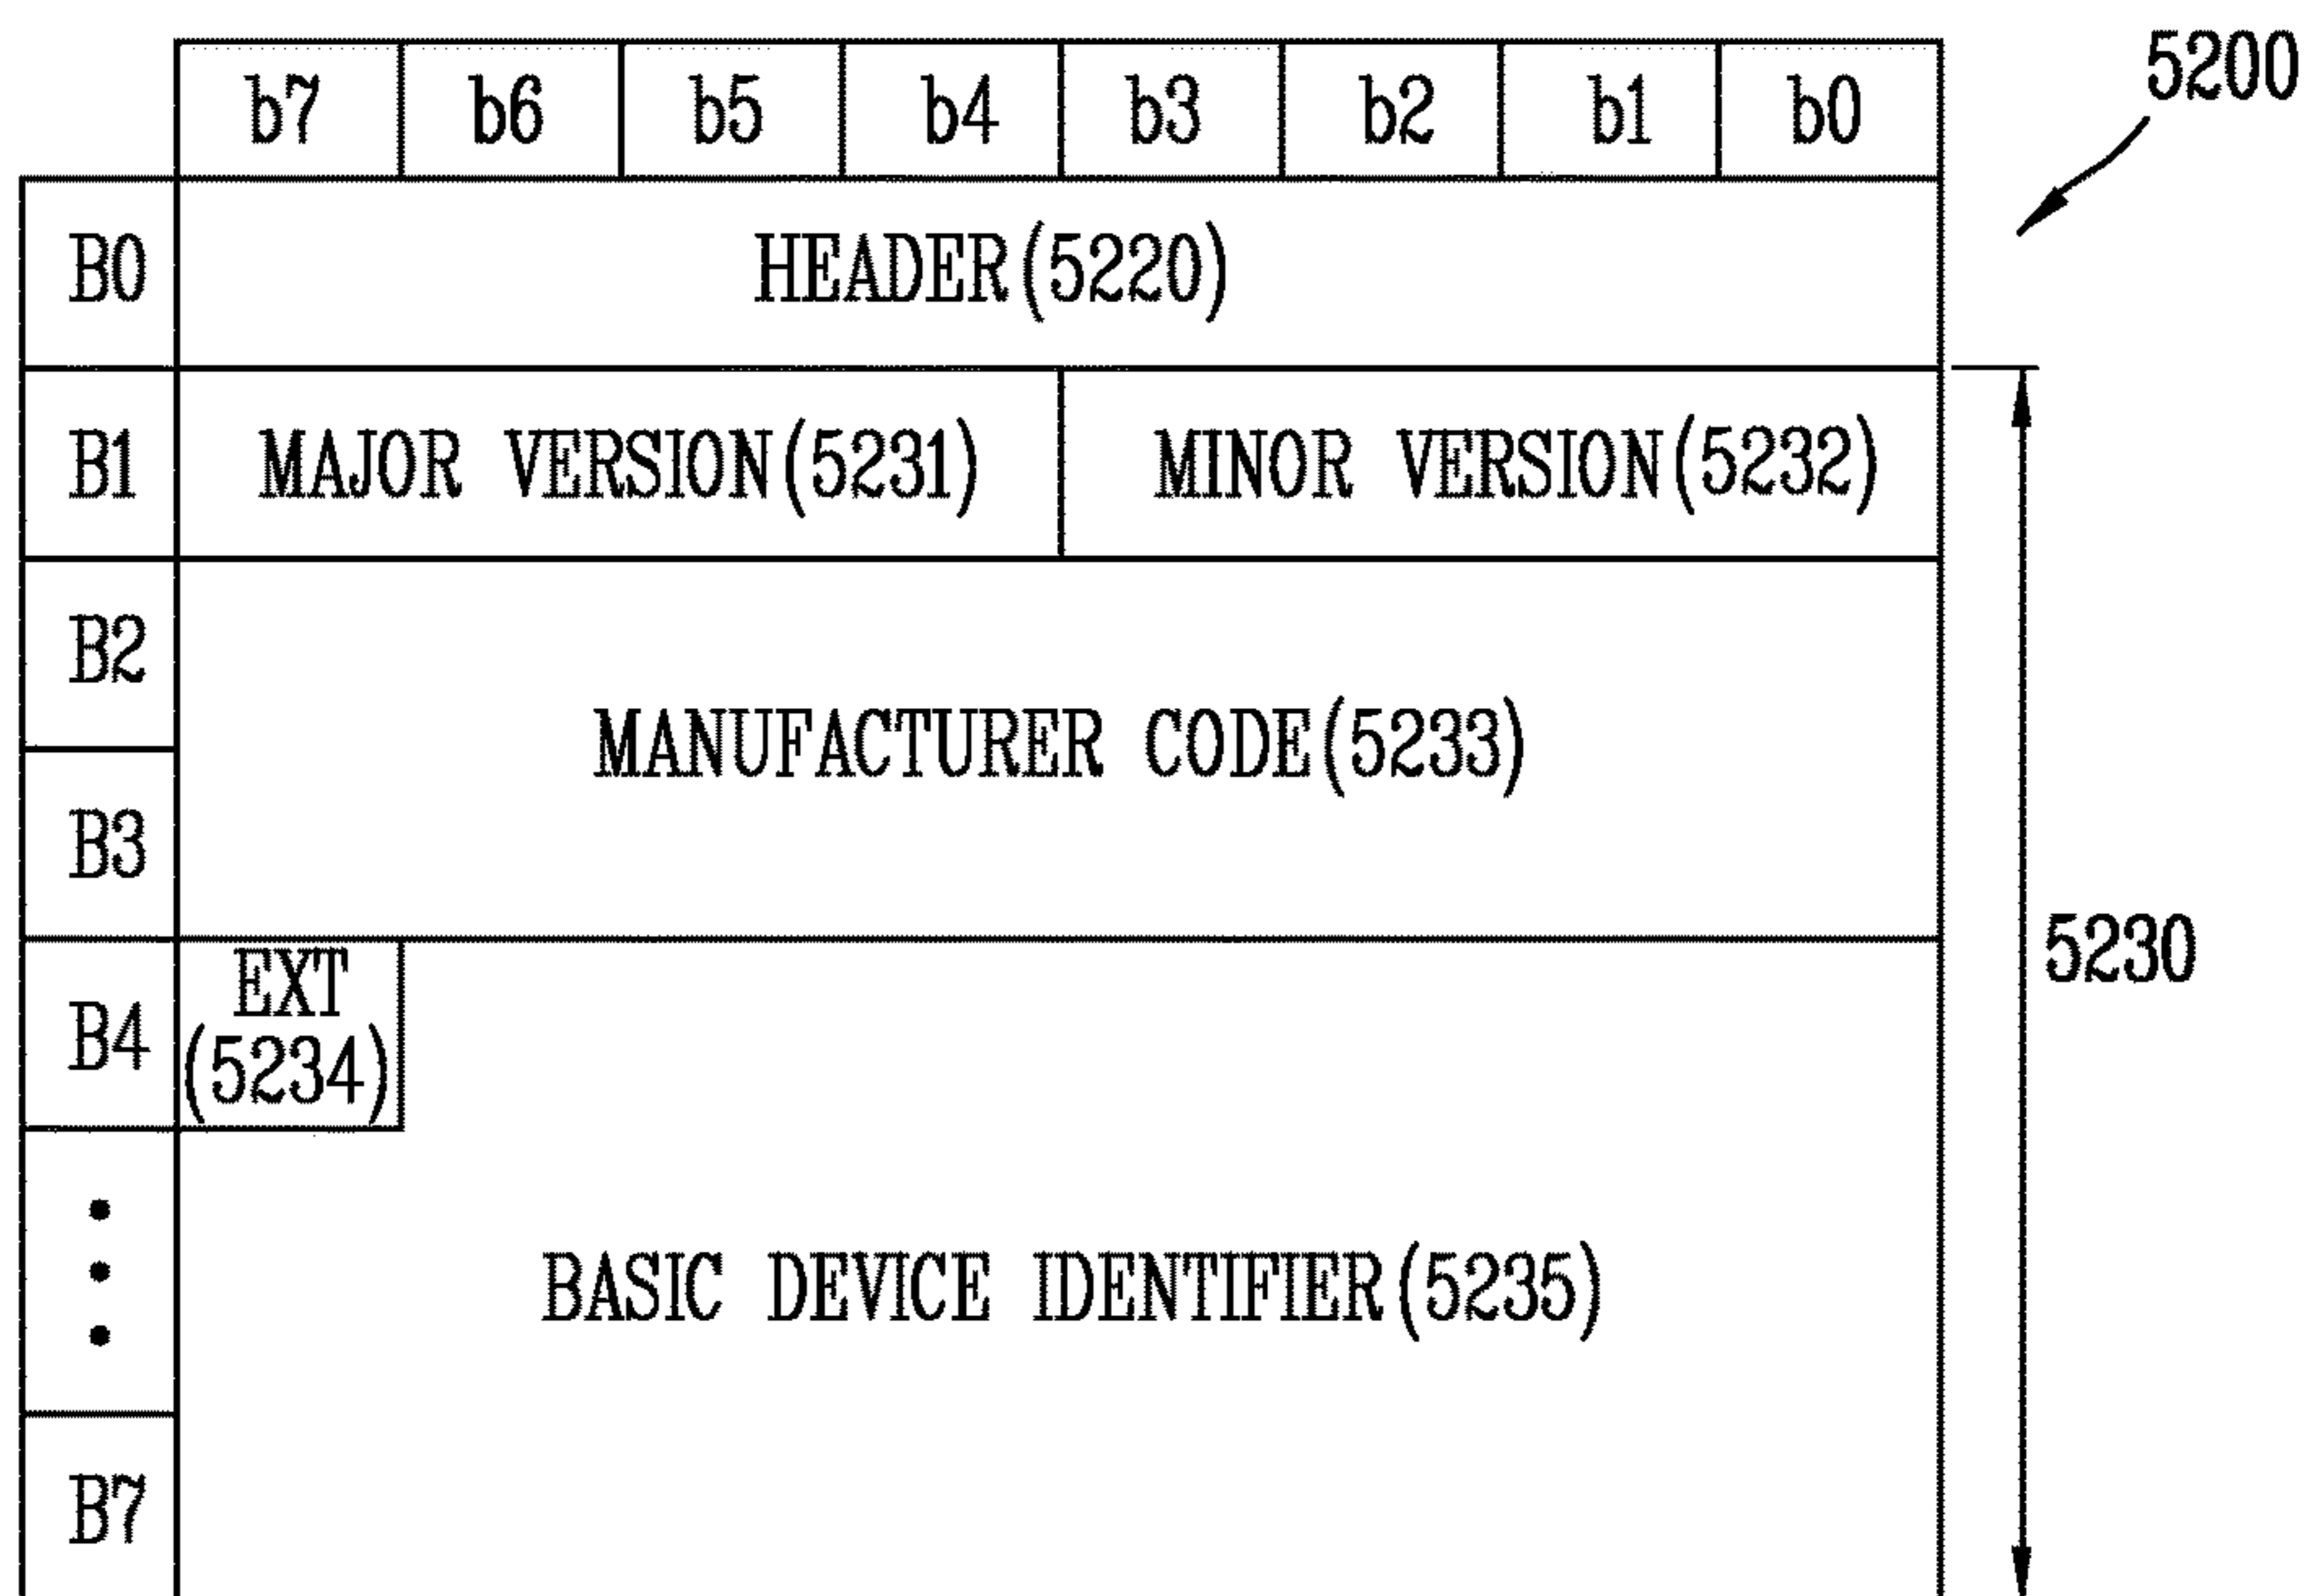 b7 b6 b5 b4 b3 b2 b1 b0
5200
B0 HEADER(5220)
B1 MAJOR VERSION(5231) MINOR VERSION(5232)
B2
MANUFACTURER CODE(5233)
B3
5230
B4 EXT
(5234)
BASIC DEVICE IDENTIFIER(5235)
B7